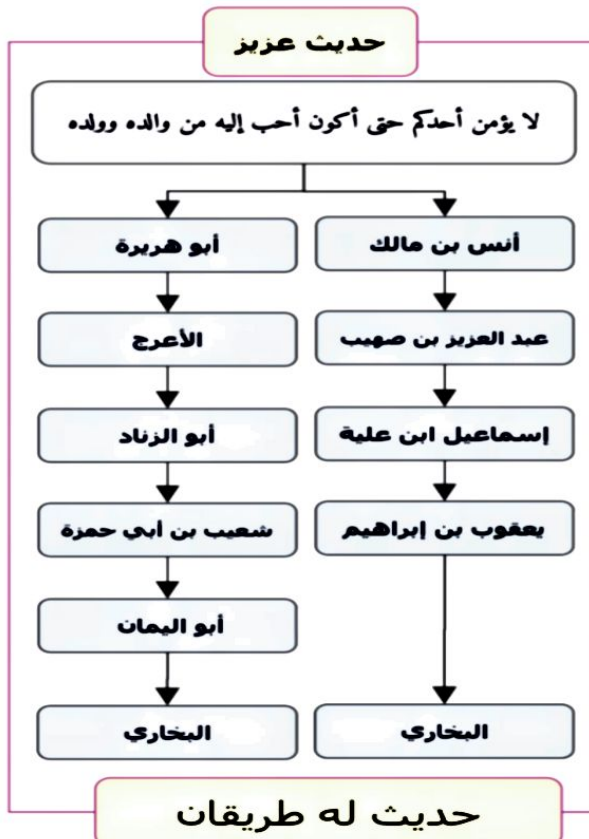 حديث عزيز
لا يؤمن أحدكم حتى أكون أحب إليه من والده وولده
أنس بن مالك
عبد العزيز بن صهيب
إسماعيل ابن علية
يعقوب بن إبراهيم
البخاري
أبو هريرة
الأعرج
أبو الزناد
شعيب بن أبي حمزة
أبو اليمان
البخاري
حديث له طريقان